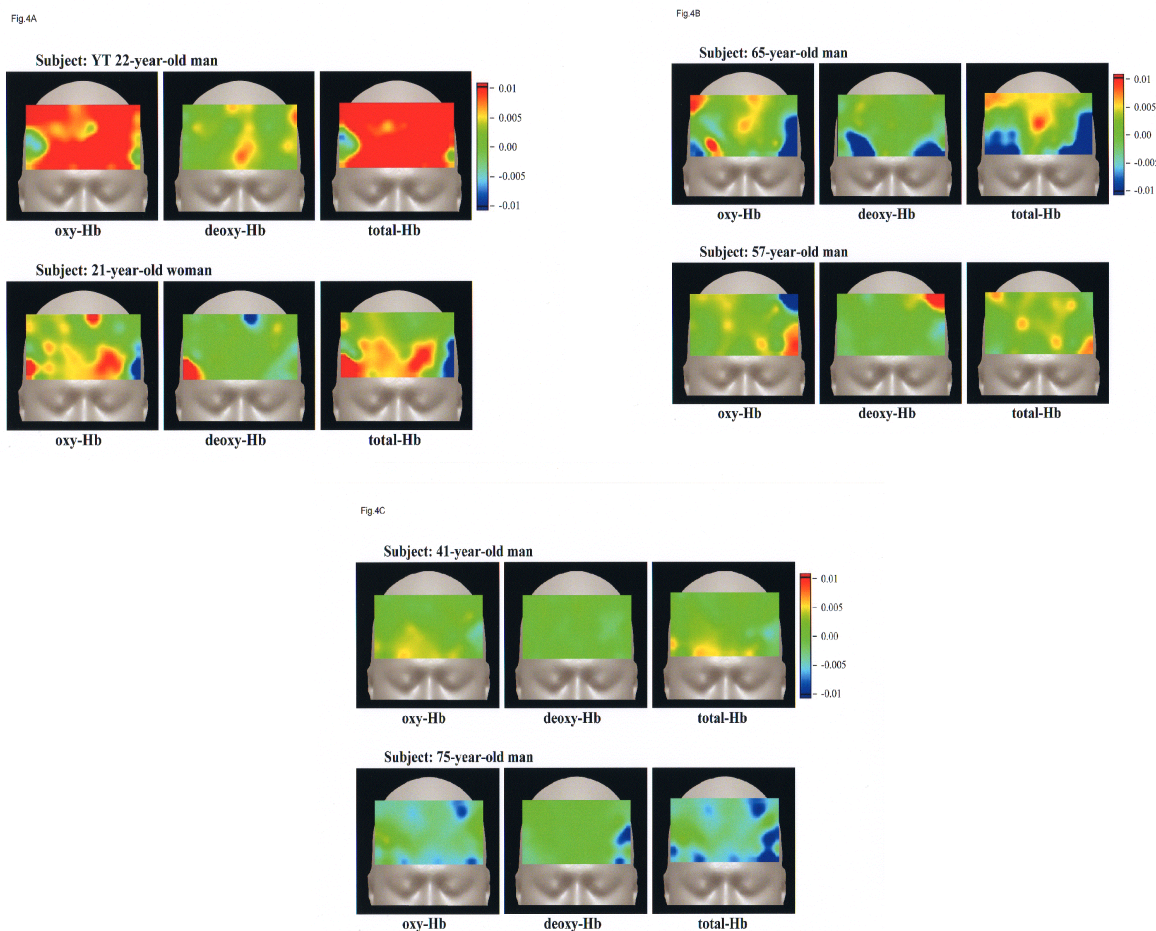 Fig.4A
Subject: YT 22-year-old man
0.01
0.005
0.00
-0.005
-0.01
oxy-Hb deoxy-Hb total-Hb
Subject: 21-year-old woman
oxy-Hb deoxy-Hb total-Hb
Fig.4B
Subject: 65-year-old man
0.01
0.005
0.00
-0.005
-0.01
oxy-Hb deoxy-Hb total-Hb
Subject: 57-year-old man
oxy-Hb deoxy-Hb total-Hb
Fig.4C
Subject: 41-year-old man
0.01
0.005
0.00
-0.005
-0.01
oxy-Hb deoxy-Hb total-Hb
Subject: 75-year-old man
oxy-Hb deoxy-Hb total-Hb